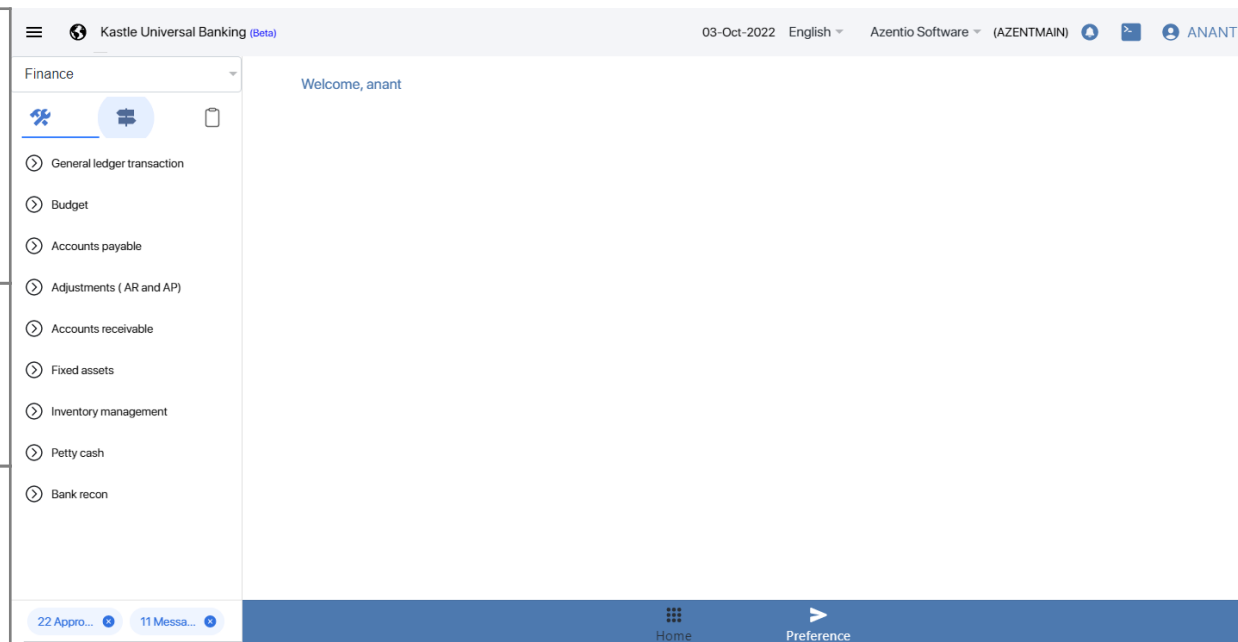 Kastle Universal Banking (Beta) 03-Oct-2022 English Azentio Software (AZENTMAIN) ANANT
Finance
Welcome, anant
General ledger transaction
Budget
Accounts payable
Adjustments ( AR and AP)
Accounts receivable
Fixed assets
Inventory management
Petty cash
Bank recon
22 Appro... 11 Messa...
Home Preference